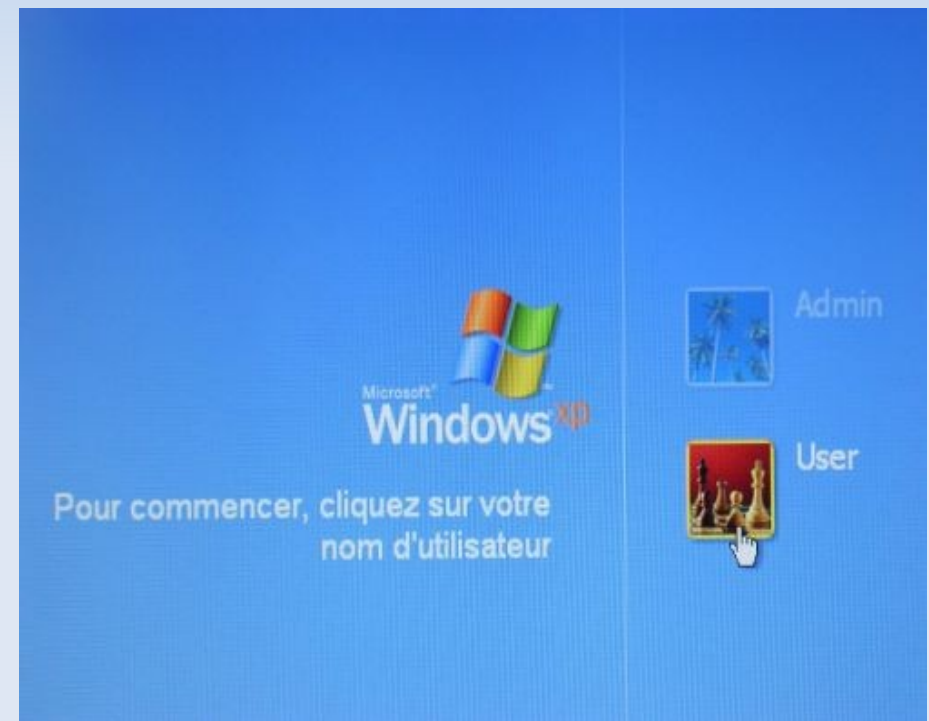 Microsoft®
Windows xp
Pour commencer, cliquez sur votre
nom d'utilisateur
Admin
User